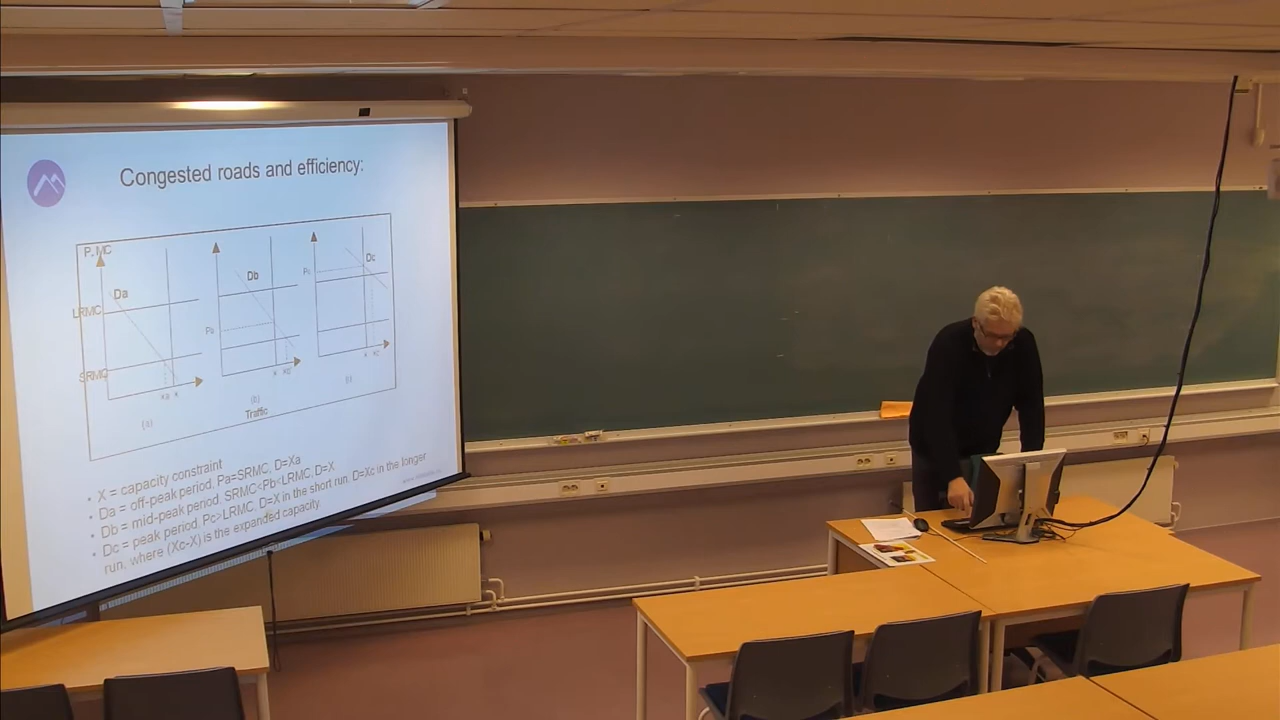 Congested roads and efficiency:
P. MC
Da
LRMC
SRMC
Xa X
(a)
Db
Pb
X
(b)
Dc
Pc
X Xc
Traffic
• X = capacity constraint
• Da = off-peak period, Pa=SRMC, D=Xa
• Db = mid-peak period. SRMC<Pb<LRMC, D=X
• Dc = peak period, Pc>LRMC, D=X in the short run, D=Xc in the longer
run, where (Xc-X) is the expanded capacity